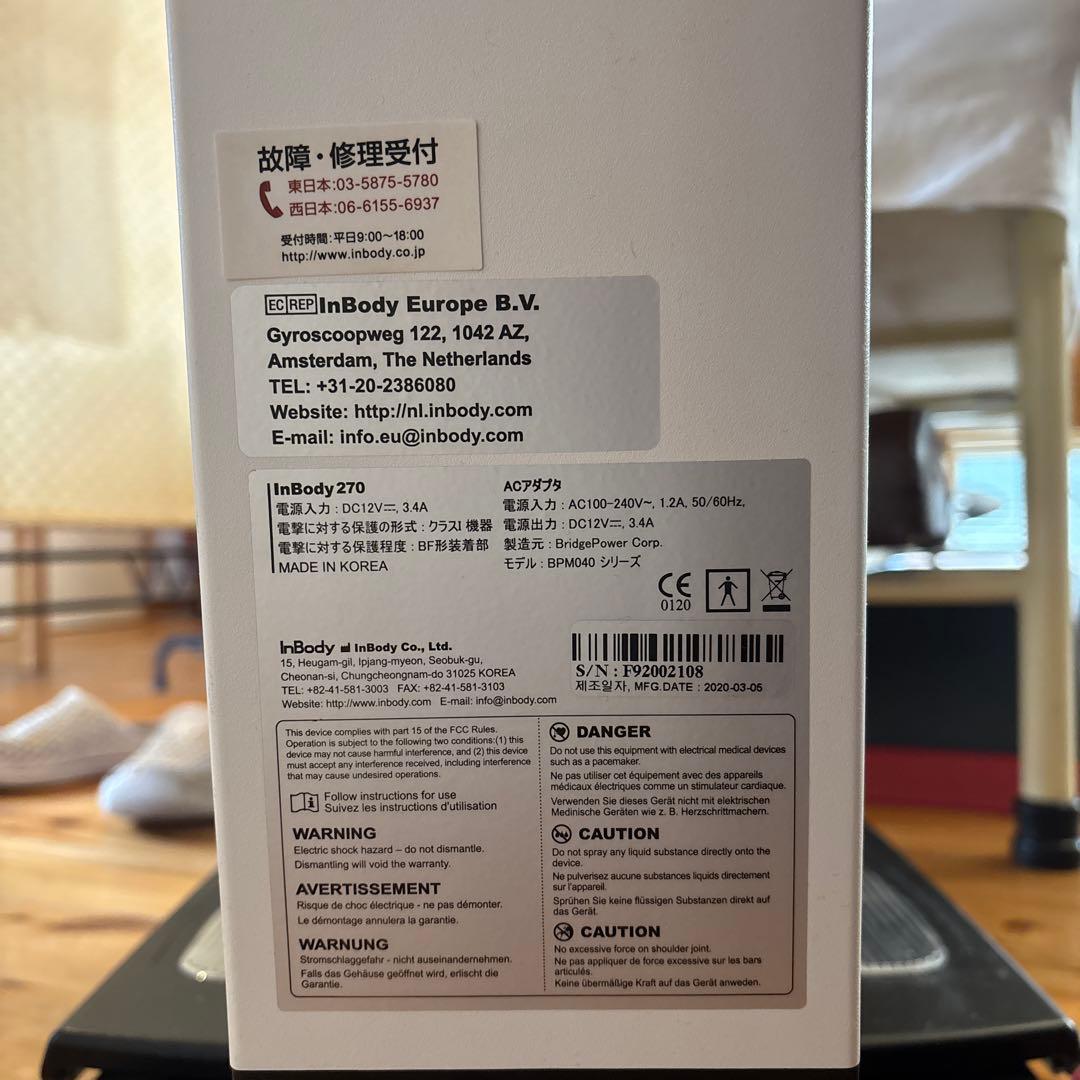 故障・修理受付
東日本:03-5875-5780
西日本:06-6155-6937
受付時間:平日9:00～18:00
http://www.inbody.co.jp
EC REP InBody Europe B.V.
Gyroscoopweg 122, 1042 AZ,
Amsterdam, The Netherlands
TEL: +31-20-2386080
Website: http://nl.inbody.com
E-mail: info.eu@inbody.com
InBody270
電源入力 : DC12V⎓, 3.4A
電撃に対する保護の形式 : クラスI 機器
電撃に対する保護程度 : BF形装着部
MADE IN KOREA
ACアダプタ
電源入力 : AC100-240V~, 1.2A, 50/60Hz,
電源出力 : DC12V⎓, 3.4A
製造元 : BridgePower Corp.
モデル : BPM040 シリーズ
CE
0120
InBody InBody Co., Ltd.
15, Heugam-gil, Ipjang-myeon, Seobuk-gu,
Cheonan-si, Chungcheongnam-do 31025 KOREA
TEL: +82-41-581-3003 FAX: +82-41-581-3103
Website: http://www.inbody.com E-mail: info@inbody.com
S/N : F92002108
제조일자, MFG.DATE : 2020-03-05
This device complies with part 15 of the FCC Rules.
Operation is subject to the following two conditions:(1) this
device may not cause harmful interference, and (2) this device
must accept any interference received, including interference
that may cause undesired operations.
Follow instructions for use
Suivez les instructions d'utilisation
WARNING
Electric shock hazard – do not dismantle.
Dismantling will void the warranty.
AVERTISSEMENT
Risque de choc électrique - ne pas démonter.
Le démontage annulera la garantie.
WARNUNG
Stromschlaggefahr - nicht auseinandernehmen.
Falls das Gehäuse geöffnet wird, erlischt die
Garantie.
DANGER
Do not use this equipment with electrical medical devices
such as a pacemaker.
Ne pas utiliser cet équipement avec des appareils
médicaux électriques comme un stimulateur cardiaque.
Verwenden Sie dieses Gerät nicht mit elektrischen
Medinische Geräten wie z. B. Herzschrittmachern.
CAUTION
Do not spray any liquid substance directly onto the
device.
Ne pulverisez aucune substances liquids directement
sur l'appareil.
Sprühen Sie keine flüssigen Substanzen direkt auf
das Gerät.
CAUTION
No excessive force on shoulder joint.
Ne pas appliquer de force excessive sur les bars
articulés.
Keine übermäßige Kraft auf das Gerät anweden.